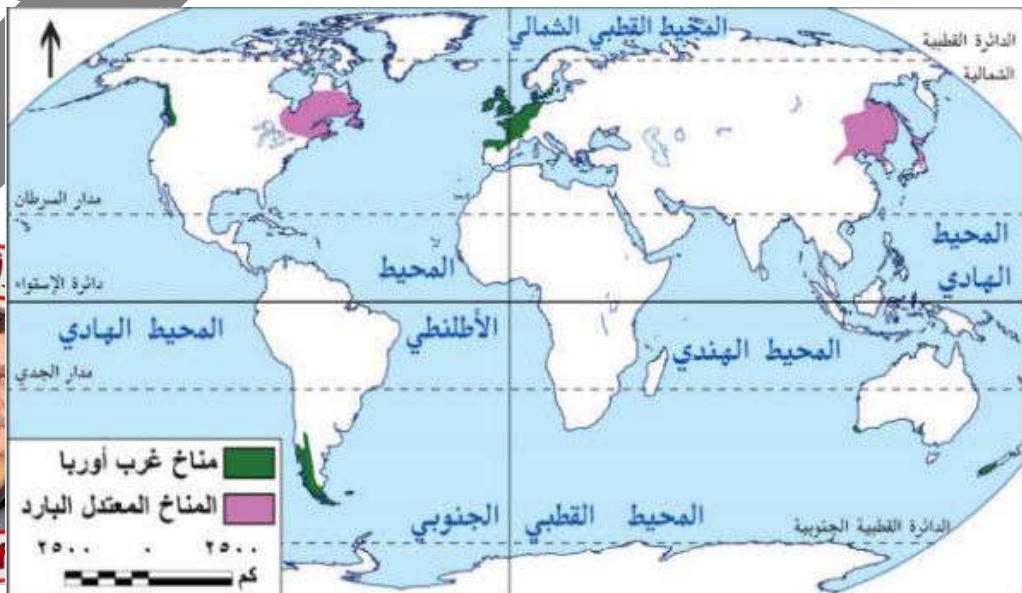 المحيط القطبي الشمالي
الدائرة القطبية
الشمالية
مدار السرطان
المحيط
الهادي
المحيط
دائرة الإستواء
الأطلنطي
المحيط الهادي
المحيط الهندي
مدار الجدي
مناخ غرب أوربا
المناخ المعتدل البارد
٢٥٠٠ ٠ ٢٥٠٠
كم
المحيط القطبي الجنوبي
الدائرة القطبية الجنوبية